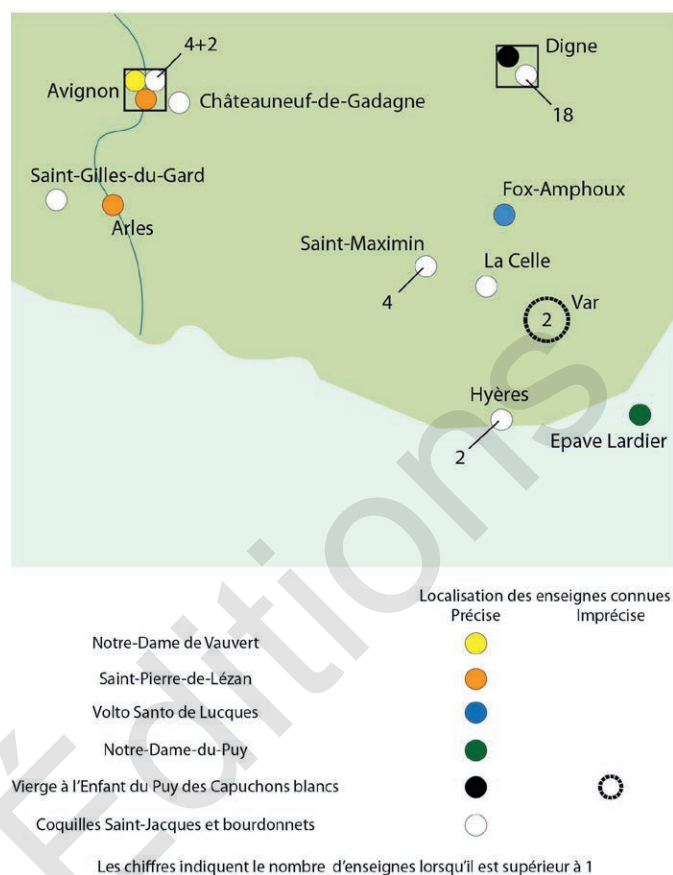 4+2
Digne
Avignon
Châteauneuf-de-Gadagne
18
Saint-Gilles-du-Gard
Fox-Amphoux
Arles
Saint-Maximin
La Celle
4
Var
2
Hyères
2
Epave Lardier
Localisation des enseignes connues
Précise Imprécise
Notre-Dame de Vauvert
Saint-Pierre-de-Lézan
Volto Santo de Lucques
Notre-Dame-du-Puy
Vierge à l'Enfant du Puy des Capuchons blancs
Coquilles Saint-Jacques et bourdonnets
Les chiffres indiquent le nombre d'enseignes lorsqu'il est supérieur à 1
Éditions